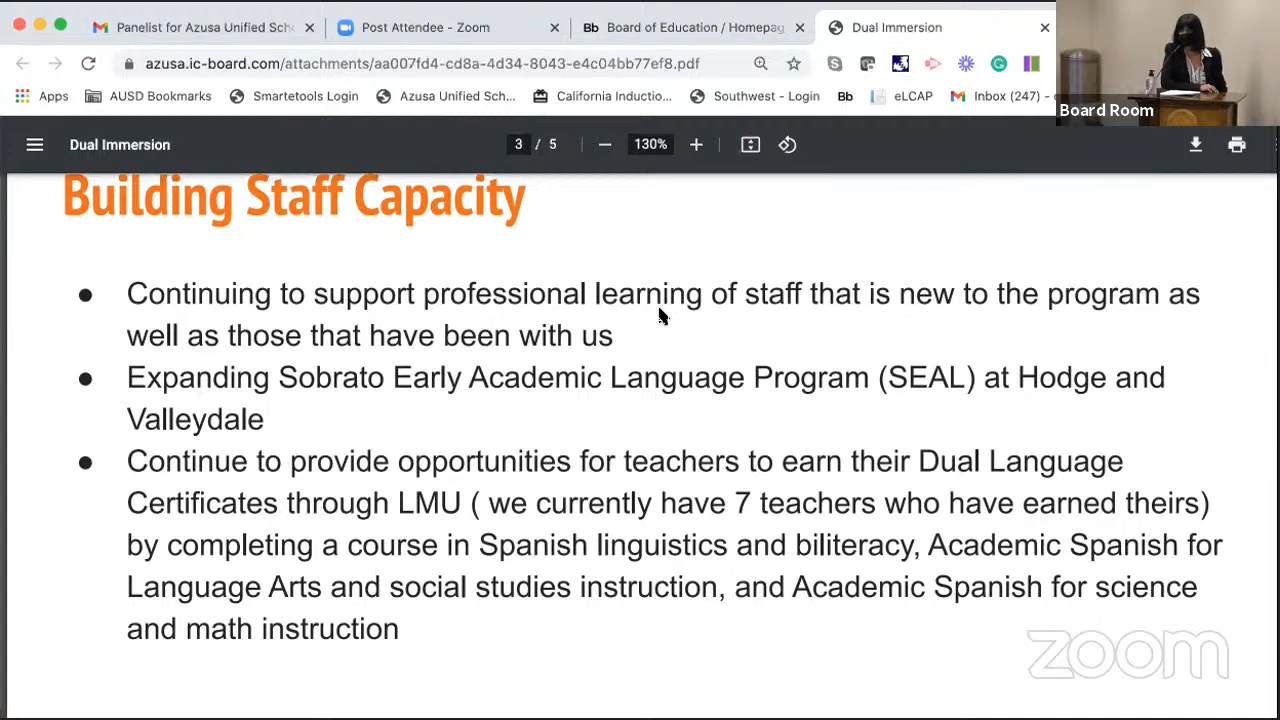 Panelist for Azusa Unified Scho
Post Attendee - Zoom
Bb Board of Education / Homepag
Dual Immersion
azusa.ic-board.com/attachments/aa007fd4-cd8a-4d34-8043-e4c04bb77ef8.pdf
Apps
AUSD Bookmarks
Smartetools Login
Azusa Unified Sch...
California Inductio...
Southwest - Login
Bb
eLCAP
Inbox (247) -
Board Room
Dual Immersion
3 / 5
130%
Building Staff Capacity
● Continuing to support professional learning of staff that is new to the program as
well as those that have been with us
● Expanding Sobrato Early Academic Language Program (SEAL) at Hodge and
Valleydale
● Continue to provide opportunities for teachers to earn their Dual Language
Certificates through LMU ( we currently have 7 teachers who have earned theirs)
by completing a course in Spanish linguistics and biliteracy, Academic Spanish for
Language Arts and social studies instruction, and Academic Spanish for science
and math instruction
zoom